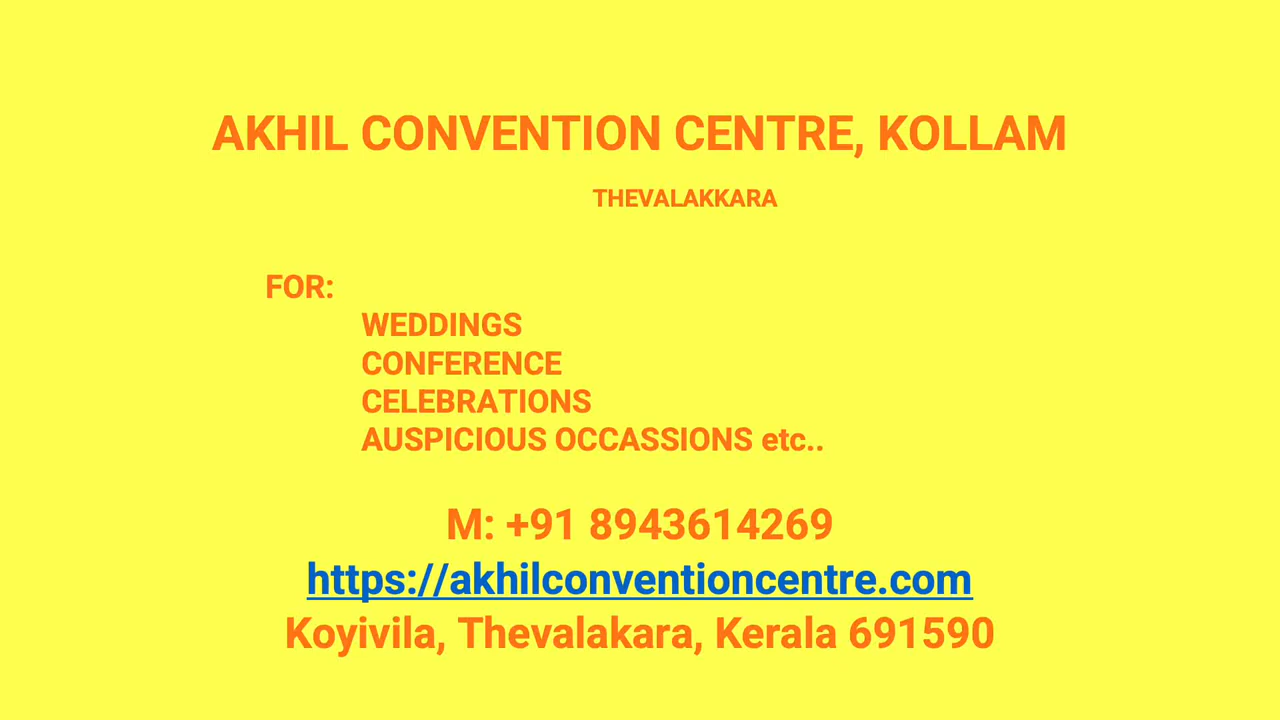 AKHIL CONVENTION CENTRE, KOLLAM
THEVALAKKARA
FOR:
WEDDINGS
CONFERENCE
CELEBRATIONS
AUSPICIOUS OCCASSIONS etc..
M: +91 8943614269
https://akhilconventioncentre.com
Koyivila, Thevalakara, Kerala 691590